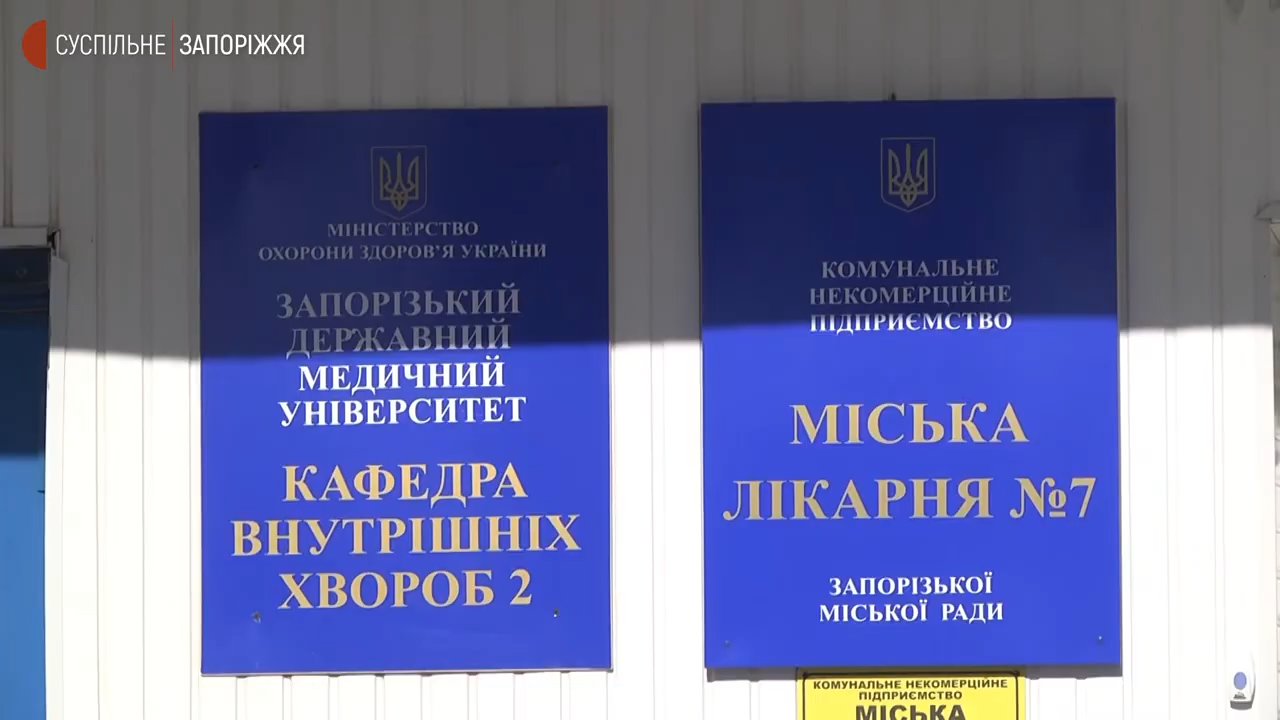 СУСПІЛЬНЕ ЗАПОРІЖЖЯ
МІНІСТЕРСТВО
ОХОРОНИ ЗДОРОВ'Я УКРАЇНИ
ЗАПОРІЗЬКИЙ
ДЕРЖАВНИЙ
МЕДИЧНИЙ
УНІВЕРСИТЕТ
КАФЕДРА
ВНУТРІШНІХ
ХВОРОБ 2
КОМУНАЛЬНЕ
НЕКОМЕРЦІЙНЕ
ПІДПРИЄМСТВО
МІСЬКА
ЛІКАРНЯ №7
ЗАПОРІЗЬКОЇ
МІСЬКОЇ РАДИ
КОМУНАЛЬНЕ НЕКОМЕРЦІЙНЕ
ПІДПРИЄМСТВО
МІСЬКА